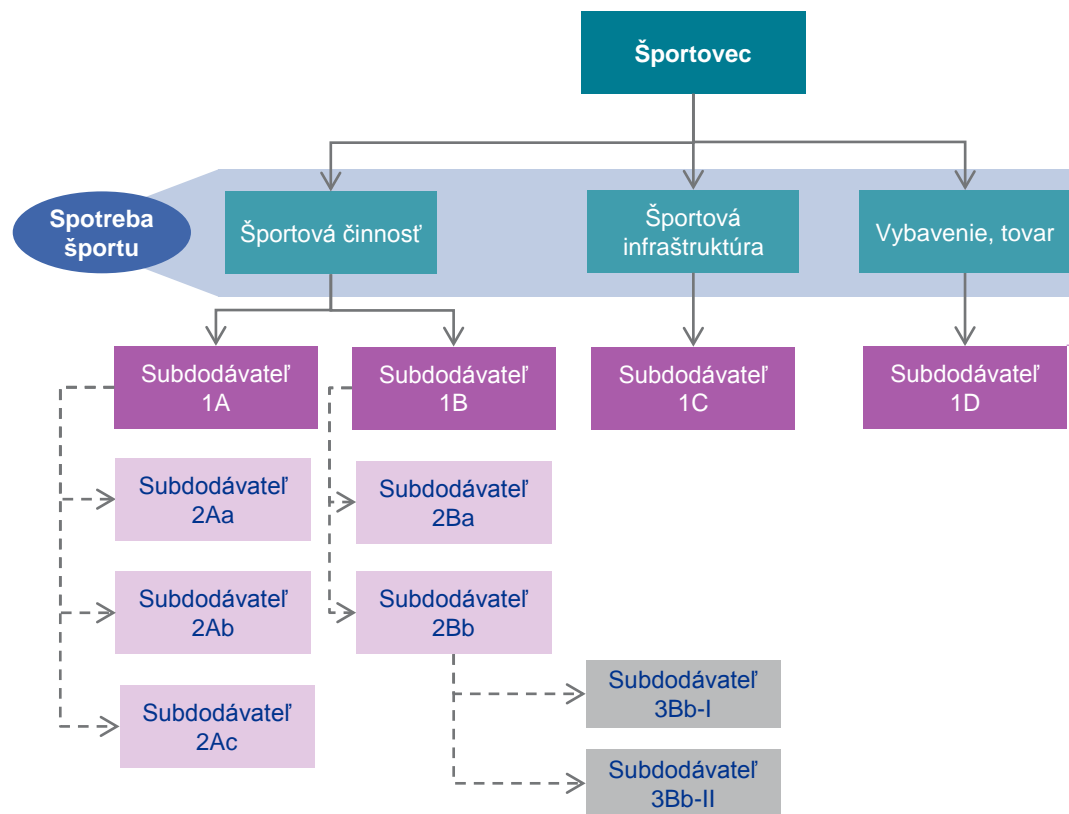 Športovec
Spotreba
športu
Športová činnosť
Športová
infraštruktúra
Vybavenie, tovar
Subdodávateľ
1A
Subdodávateľ
1B
Subdodávateľ
1C
Subdodávateľ
1D
Subdodávateľ
2Aa
Subdodávateľ
2Ba
Subdodávateľ
2Ab
Subdodávateľ
2Bb
Subdodávateľ
2Ac
Subdodávateľ
3Bb-I
Subdodávateľ
3Bb-II